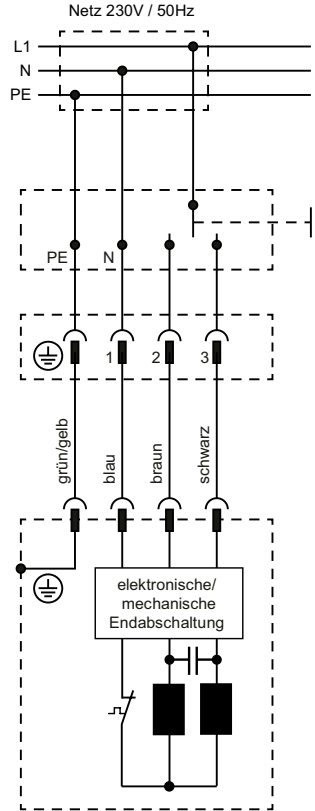 Netz 230V / 50Hz
L1
N
PE
PE
N
1
2
3
grün/gelb
blau
braun
schwarz
elektronische/
mechanische
Endabschaltung